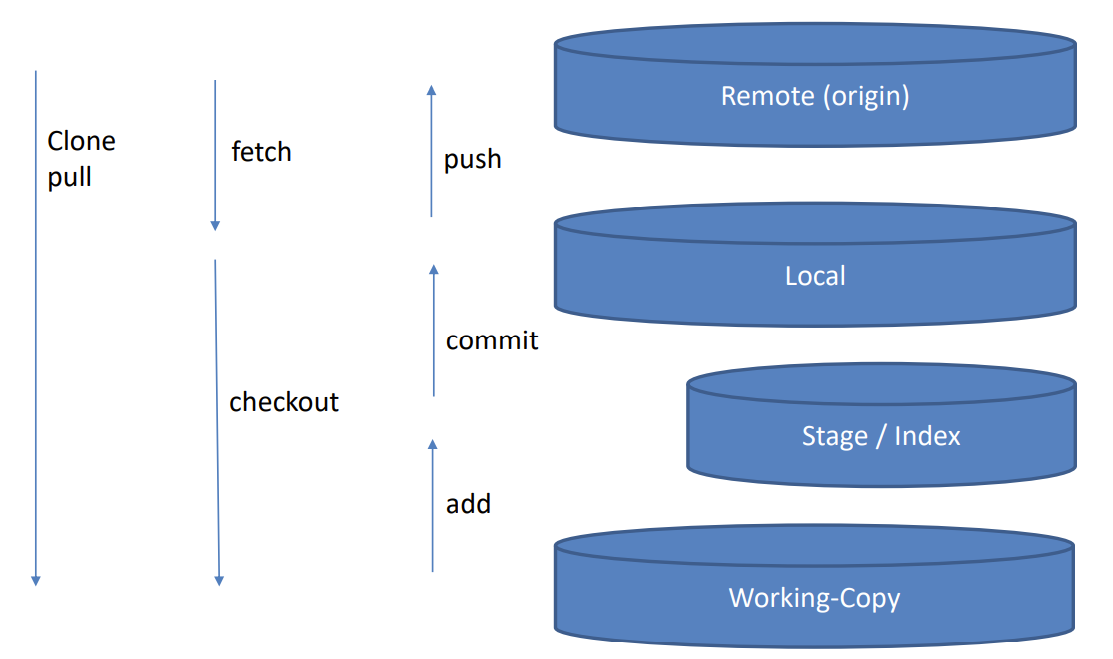 Remote (origin)
Clone
pull
fetch
push
Local
commit
checkout
Stage / Index
add
Working-Copy